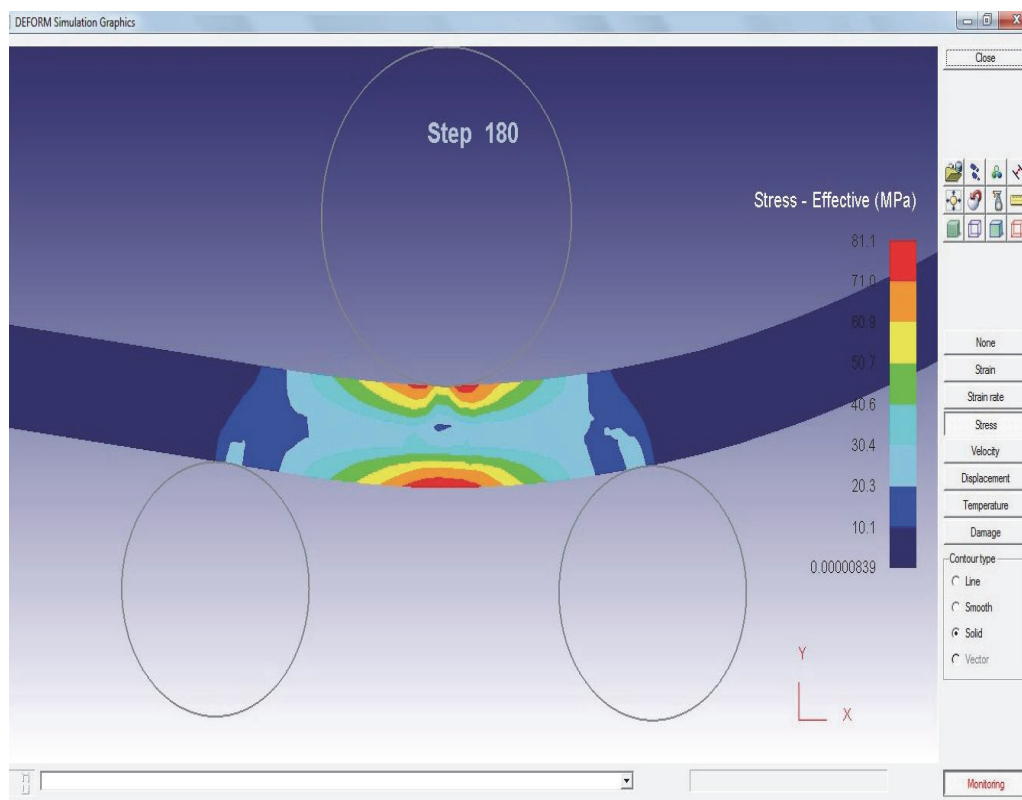 DEFORM Simulation Graphics
Close
Step 180
Stress - Effective (MPa)
81.1
71.0
60.9
50.7
40.6
30.4
20.3
10.1
0.00000839
None
Strain
Strain rate
Stress
Velocity
Displacement
Temperature
Damage
Contour type
Line
Smooth
Solid
Vector
Y
X
Monitoring